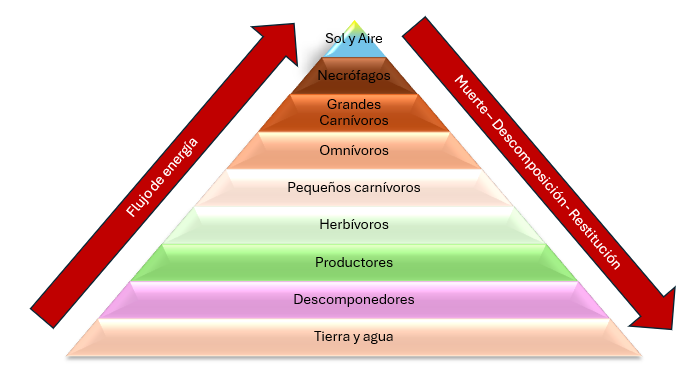 Sol y Aire
Necrófagos
Grandes
Carnívoros
Omnívoros
Pequeños carnívoros
Herbívoros
Productores
Descomponedores
Tierra y agua
Flujo de energía
Muerte – Descomposición - Restitución